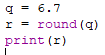 q = 6.7
r = round(q)
print(r)